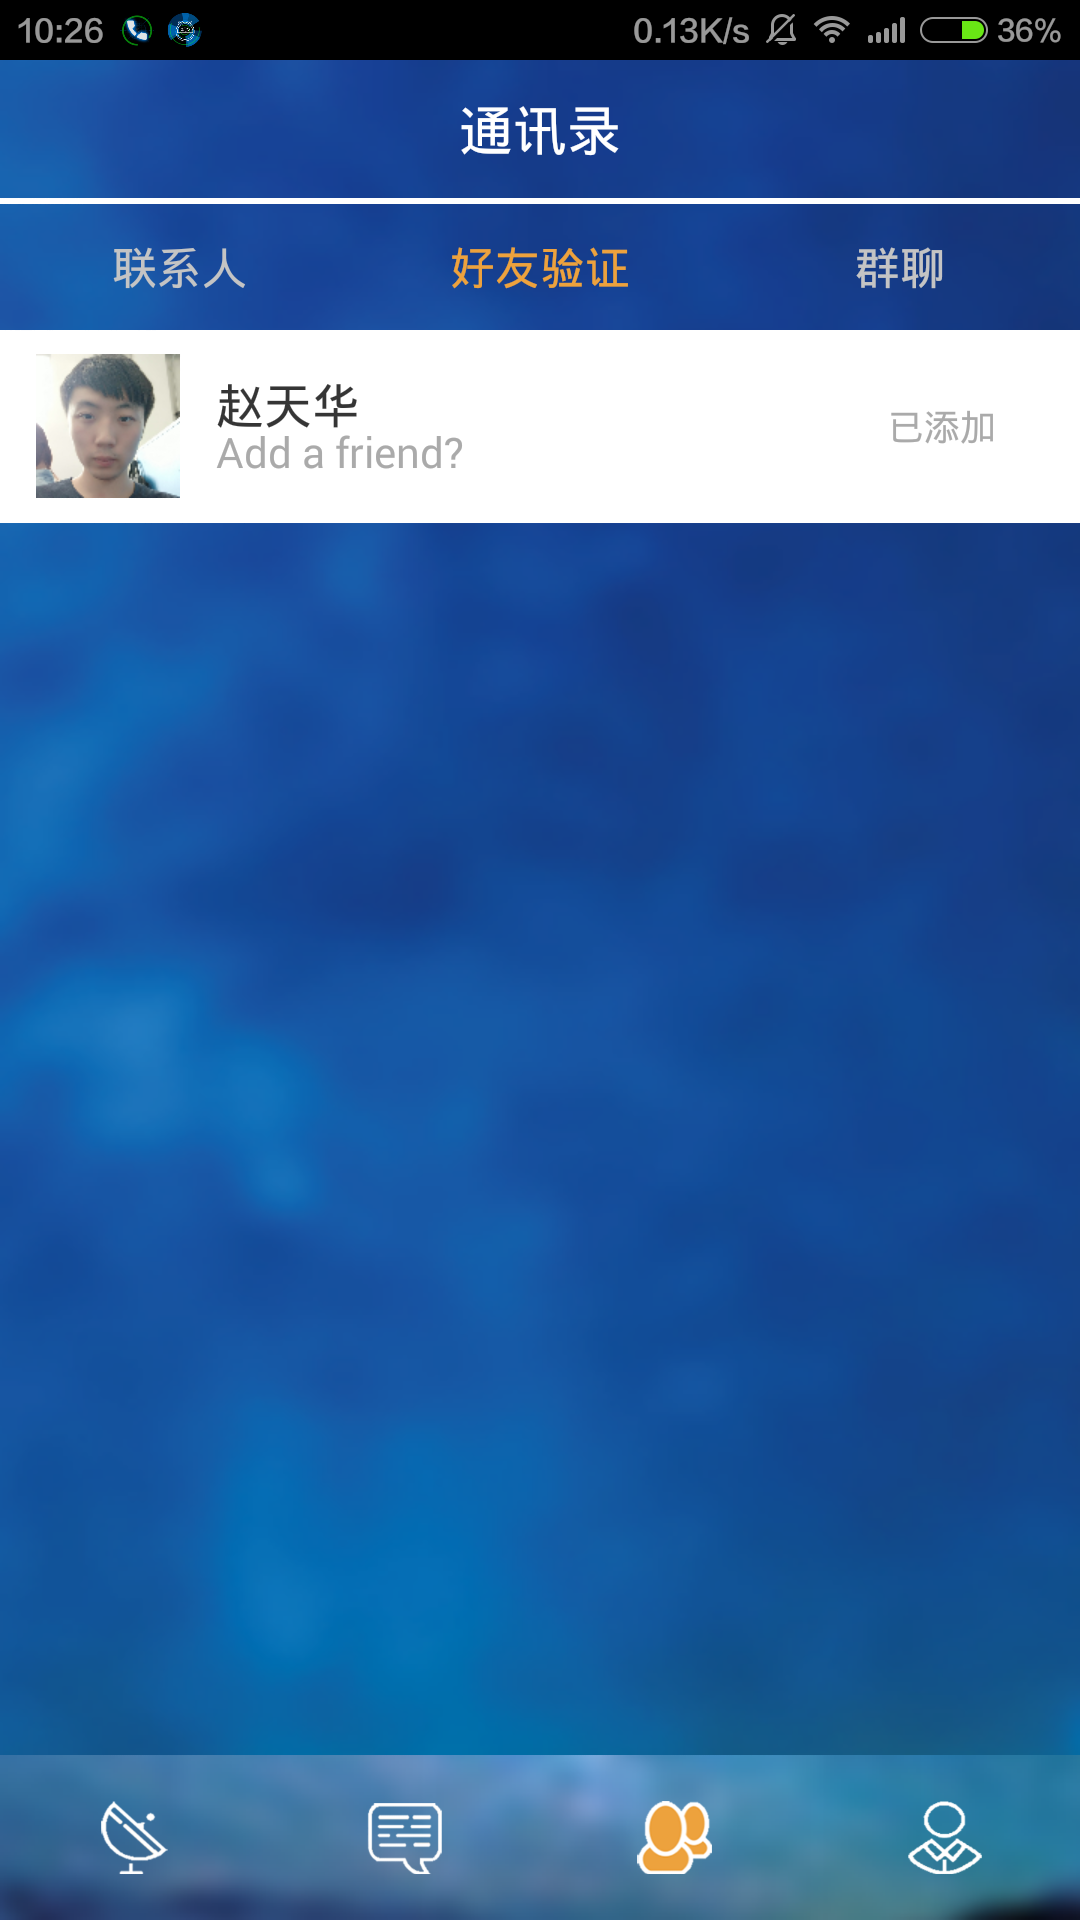 10:26 0.13K/s 36%
通讯录
联系人 好友验证 群聊
赵天华
Add a friend?
已添加